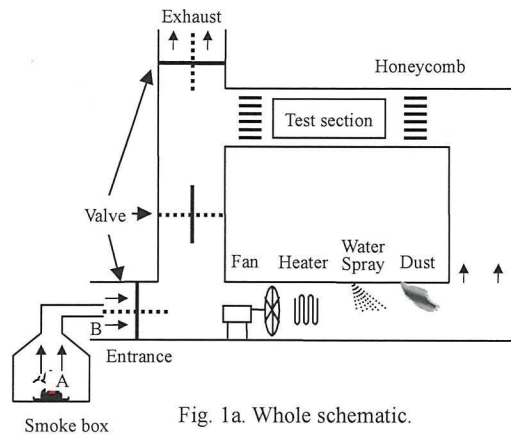 Exhaust
Honeycomb
Test section
Valve
Fan
Heater
Water
Spray
Dust
B
Entrance
A
Smoke box
Fig. 1a. Whole schematic.